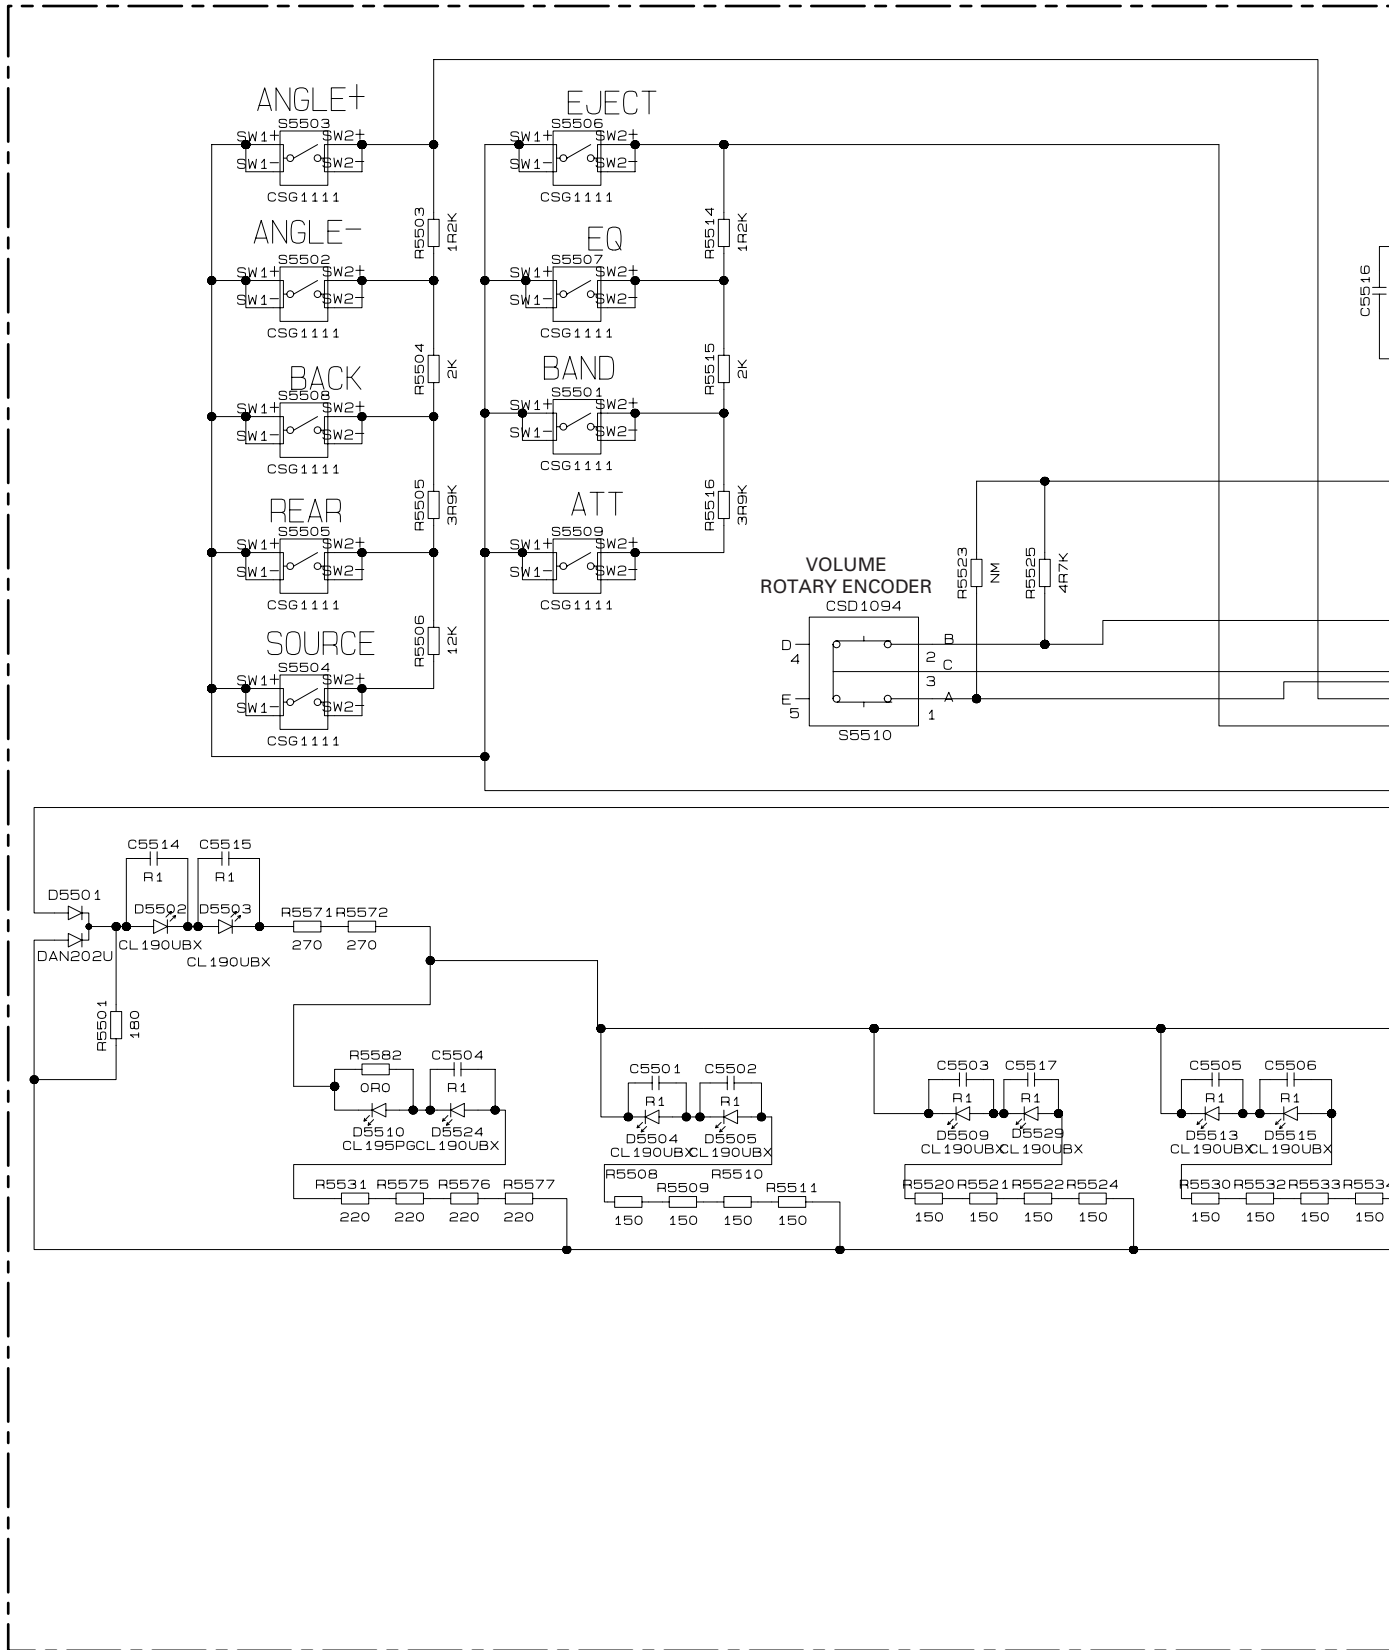 ANGLE+
S5503
SW1+ SW2+
SW1- SW2-
CSG1111
R5503
1R2K
ANGLE-
S5502
SW1+ SW2+
SW1- SW2-
CSG1111
R5504
2K
BACK
S5508
SW1+ SW2+
SW1- SW2-
CSG1111
R5505
3R9K
REAR
S5505
SW1+ SW2+
SW1- SW2-
CSG1111
R5506
12K
SOURCE
S5504
SW1+ SW2+
SW1- SW2-
CSG1111
EJECT
S5506
SW1+ SW2+
SW1- SW2-
CSG1111
R5514
1R2K
EQ
S5507
SW1+ SW2+
SW1- SW2-
CSG1111
R5515
2K
BAND
S5501
SW1+ SW2+
SW1- SW2-
CSG1111
R5516
3R9K
ATT
S5509
SW1+ SW2+
SW1- SW2-
CSG1111
C5516
R5523
NM
R5525
4R7K
VOLUME
ROTARY ENCODER
CSD1094
D B
4 2
C
3
E A
5 1
S5510
C5514 C5515
R1 R1
D5501
D5502 D5503
DAN202U CL190UBX
CL190UBX
R5571 R5572
270 270
R5501
180
R5582 C5504
0R0 R1
D5510 D5524
CL195PG CL190UBX
R5531 R5575 R5576 R5577
220 220 220 220
C5501 C5502
R1 R1
D5504 D5505
CL190UBX CL190UBX
R5508 R5509 R5510 R5511
150 150 150 150
C5503 C5517
R1 R1
D5509 D5529
CL190UBX CL190UBX
R5520 R5521 R5522 R5524
150 150 150 150
C5505 C5506
R1 R1
D5513 D5515
CL190UBX CL190UBX
R5530 R5532 R5533 R5534
150 150 150 150